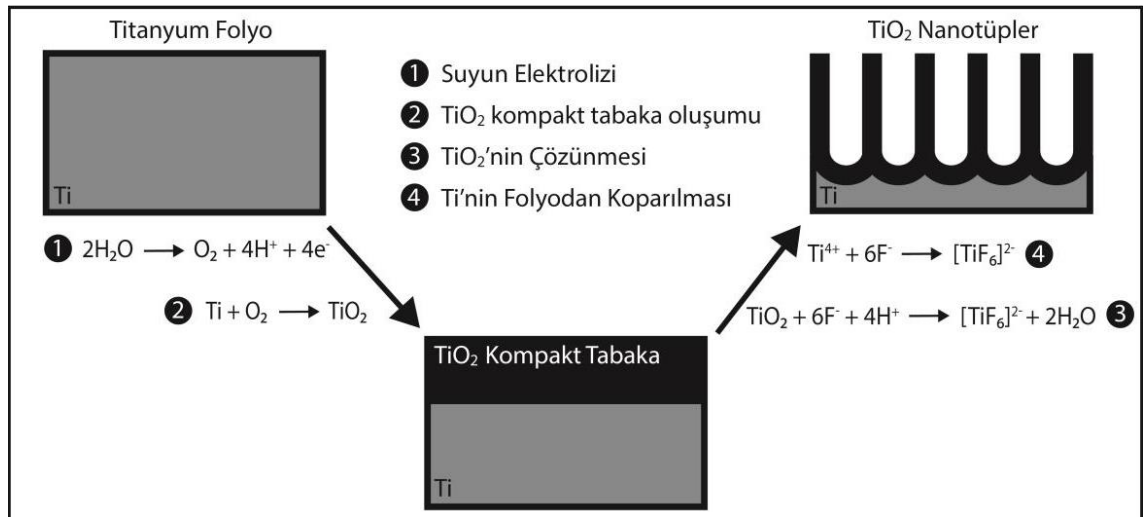 Titanyum Folyo
Ti
❶ Suyun Elektrolizi
❷ TiO₂ kompakt tabaka oluşumu
❸ TiO₂'nin Çözünmesi
❹ Ti'nin Folyodan Koparılması
TiO₂ Nanotüpler
Ti
❶ 2H₂O ⟶ O₂ + 4H⁺ + 4e⁻
❷ Ti + O₂ ⟶ TiO₂
Ti⁴⁺ + 6F⁻ ⟶ [TiF₆]²⁻ ❹
TiO₂ + 6F⁻ + 4H⁺ ⟶ [TiF₆]²⁻ + 2H₂O ❸
TiO₂ Kompakt Tabaka
Ti